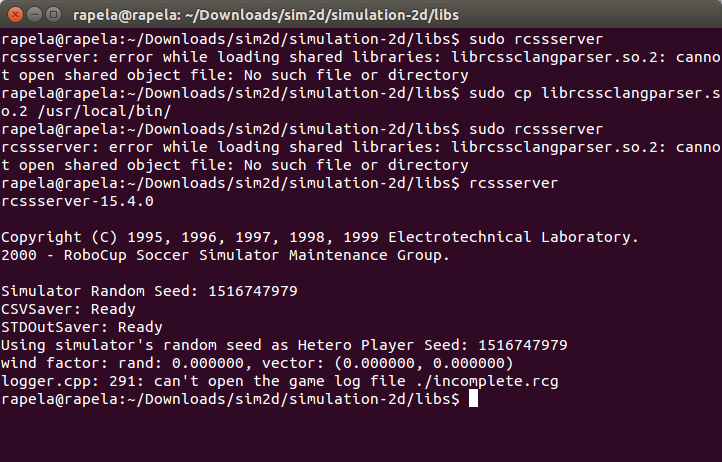 rapela@rapela: ~/Downloads/sim2d/simulation-2d/libs
rapela@rapela:~/Downloads/sim2d/simulation-2d/libs$ sudo rcssserver
rcssserver: error while loading shared libraries: librcssclangparser.so.2: canno
t open shared object file: No such file or directory
rapela@rapela:~/Downloads/sim2d/simulation-2d/libs$ sudo cp librcssclangparser.s
o.2 /usr/local/bin/
rapela@rapela:~/Downloads/sim2d/simulation-2d/libs$ sudo rcssserver
rcssserver: error while loading shared libraries: librcssclangparser.so.2: canno
t open shared object file: No such file or directory
rapela@rapela:~/Downloads/sim2d/simulation-2d/libs$ rcssserver
rcssserver-15.4.0
Copyright (C) 1995, 1996, 1997, 1998, 1999 Electrotechnical Laboratory.
2000 - RoboCup Soccer Simulator Maintenance Group.
Simulator Random Seed: 1516747979
CSVSaver: Ready
STDOutSaver: Ready
Using simulator's random seed as Hetero Player Seed: 1516747979
wind factor: rand: 0.000000, vector: (0.000000, 0.000000)
logger.cpp: 291: can't open the game log file ./incomplete.rcg
rapela@rapela:~/Downloads/sim2d/simulation-2d/libs$